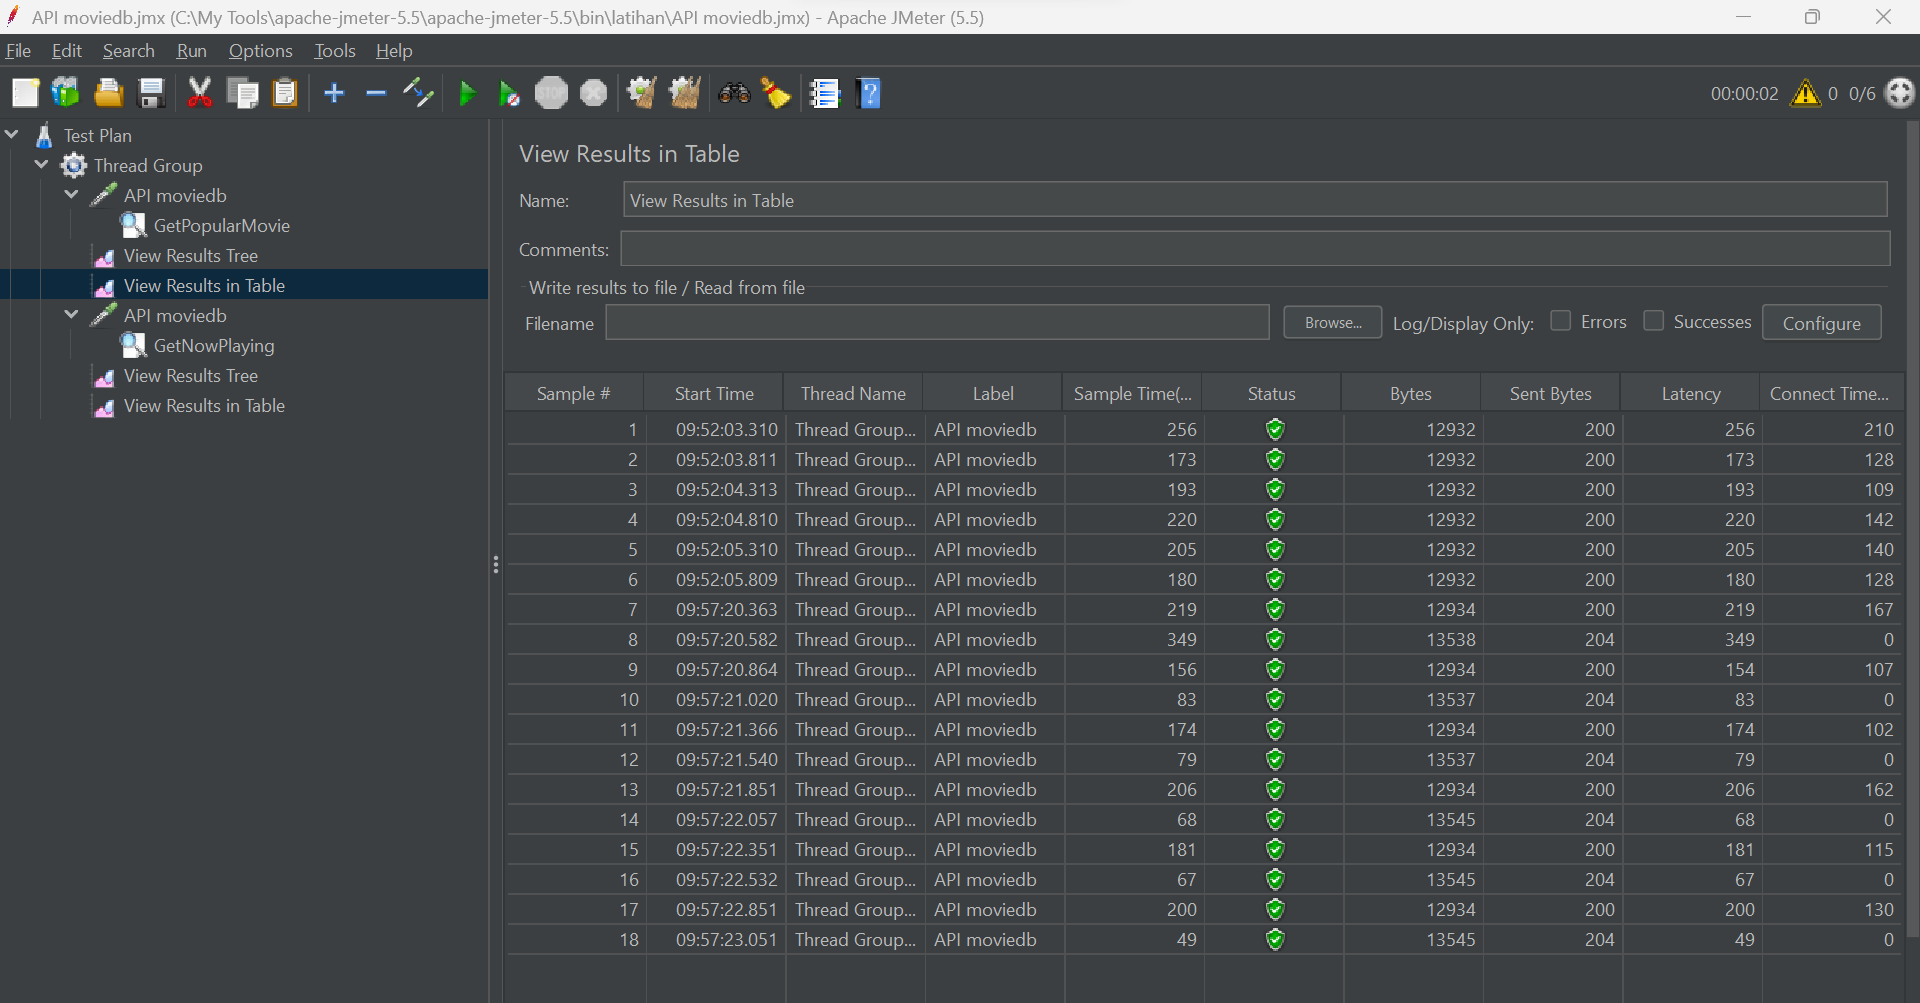 API moviedb.jmx (C:\My Tools\apache-jmeter-5.5\apache-jmeter-5.5\bin\latihan\API moviedb.jmx) - Apache JMeter (5.5)
File Edit Search Run Options Tools Help
STOP
00:00:02 0 0/6
Test Plan
Thread Group
API moviedb
GetPopularMovie
View Results Tree
View Results in Table
API moviedb
GetNowPlaying
View Results Tree
View Results in Table
View Results in Table
Name: View Results in Table
Comments:
Write results to file / Read from file
Filename Browse... Log/Display Only: Errors Successes Configure
Sample # Start Time Thread Name Label Sample Time(... Status Bytes Sent Bytes Latency Connect Time...
1 09:52:03.310 Thread Group... API moviedb 256 12932 200 256 210
2 09:52:03.811 Thread Group... API moviedb 173 12932 200 173 128
3 09:52:04.313 Thread Group... API moviedb 193 12932 200 193 109
4 09:52:04.810 Thread Group... API moviedb 220 12932 200 220 142
5 09:52:05.310 Thread Group... API moviedb 205 12932 200 205 140
6 09:52:05.809 Thread Group... API moviedb 180 12932 200 180 128
7 09:57:20.363 Thread Group... API moviedb 219 12934 200 219 167
8 09:57:20.582 Thread Group... API moviedb 349 13538 204 349 0
9 09:57:20.864 Thread Group... API moviedb 156 12934 200 154 107
10 09:57:21.020 Thread Group... API moviedb 83 13537 204 83 0
11 09:57:21.366 Thread Group... API moviedb 174 12934 200 174 102
12 09:57:21.540 Thread Group... API moviedb 79 13537 204 79 0
13 09:57:21.851 Thread Group... API moviedb 206 12934 200 206 162
14 09:57:22.057 Thread Group... API moviedb 68 13545 204 68 0
15 09:57:22.351 Thread Group... API moviedb 181 12934 200 181 115
16 09:57:22.532 Thread Group... API moviedb 67 13545 204 67 0
17 09:57:22.851 Thread Group... API moviedb 200 12934 200 200 130
18 09:57:23.051 Thread Group... API moviedb 49 13545 204 49 0